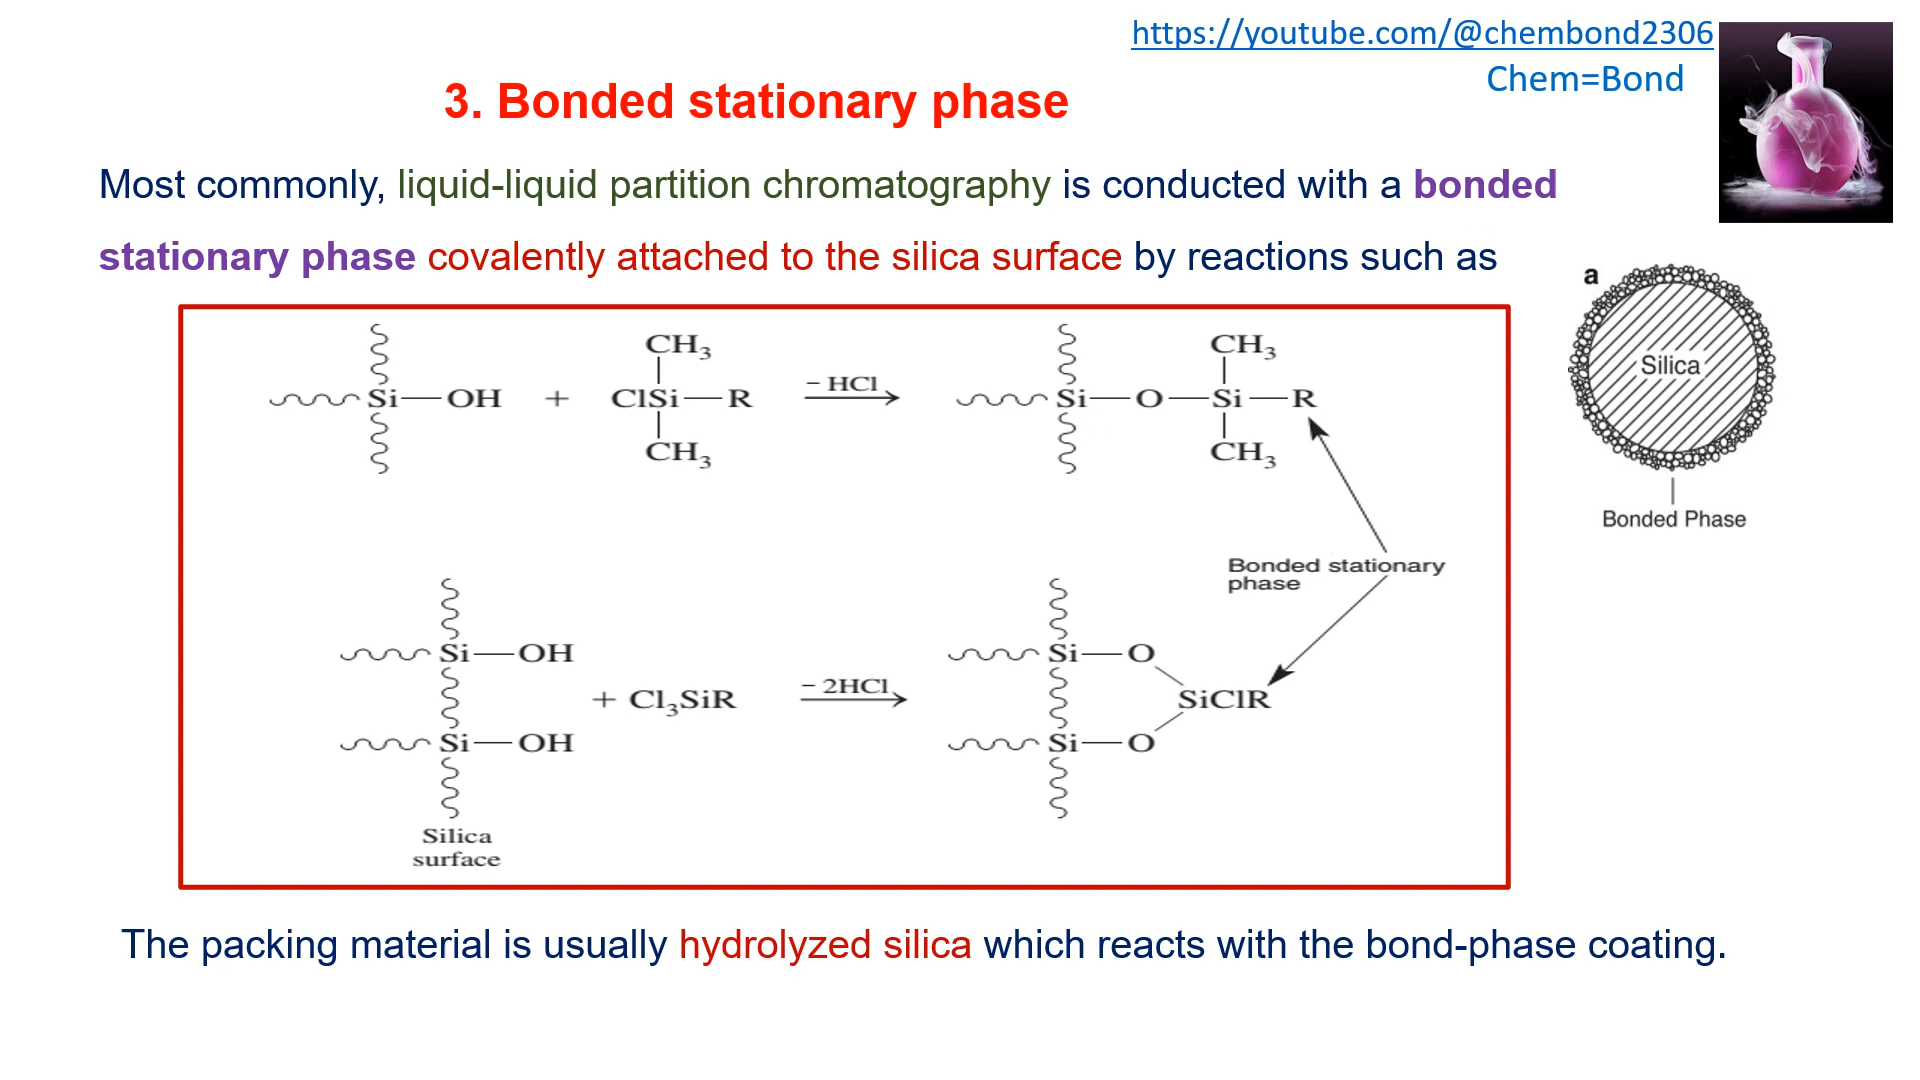 https://youtube.com/@chembond2306
Chem=Bond
3. Bonded stationary phase
Most commonly, liquid-liquid partition chromatography is conducted with a bonded
stationary phase covalently attached to the silica surface by reactions such as
a
Silica
Bonded Phase
CH₃
Si—OH + ClSi—R – HCl Si—O—Si—R
CH₃
CH₃
CH₃
Bonded stationary
phase
Si—OH
+ Cl₃SiR – 2HCl
Si—OH
Si—O
SiClR
Si—O
Silica
surface
The packing material is usually hydrolyzed silica which reacts with the bond-phase coating.